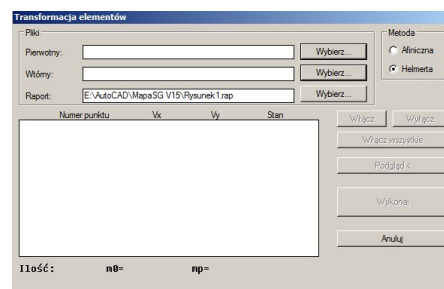 Transformacja elementów
Pliki
Metoda
Pierwotny:
Wybierz...
Afiniczna
Wtórny:
Wybierz...
Helmerta
Raport: E:\AutoCAD\MapaSG V15\Rysunek1.rap
Wybierz...
Numer punktu Vx Vy Stan
Włącz Wyłącz
Włącz wszystkie
Podgląd <
Wykonaj
Anuluj
Ilość: m0= mp=